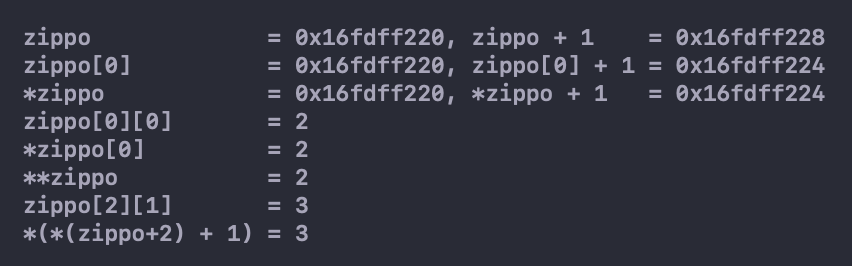 zippo             = 0x16fdff220, zippo + 1    = 0x16fdff228
zippo[0]          = 0x16fdff220, zippo[0] + 1 = 0x16fdff224
*zippo            = 0x16fdff220, *zippo + 1   = 0x16fdff224
zippo[0][0]       = 2
*zippo[0]         = 2
**zippo           = 2
zippo[2][1]       = 3
*(*(zippo+2) + 1) = 3